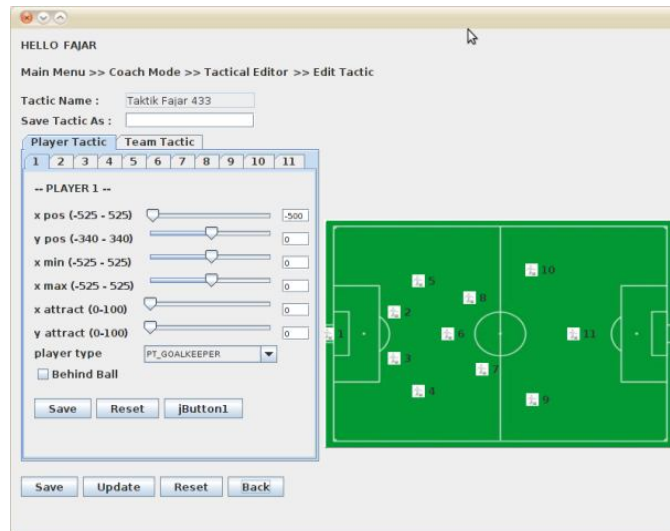 HELLO FAJAR
Main Menu >> Coach Mode >> Tactical Editor >> Edit Tactic
Tactic Name : Taktik Fajar 433
Save Tactic As :
Player Tactic Team Tactic
1 2 3 4 5 6 7 8 9 10 11
-- PLAYER 1 --
x pos (-525 - 525) -500
y pos (-340 - 340) 0
x min (-525 - 525) 0
x max (-525 - 525) 0
x attract (0-100) 0
y attract (0-100) 0
player type PT_GOALKEEPER
Behind Ball
Save Reset jButton1
10
5
8
2
1 6 11
3
7
4
9
Save Update Reset Back